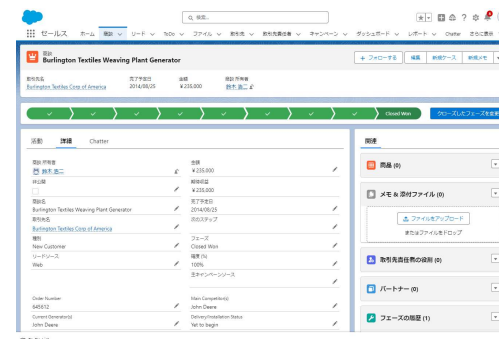 検索...
セールス ホーム 商談 リード ToDo ファイル 取引先 取引先責任者 キャンペーン ダッシュボード レポート Chatter さらに表示
商談
Burlington Textiles Weaving Plant Generator
+ フォローする 編集 新規ケース 新規メモ
取引先名 完了予定日 金額 商談 所有者
Burlington Textiles Corp of America 2014/08/25 ¥235,000 鈴木 浩二
Closed Won クローズしたフェーズを変更
活動 詳細 Chatter
商談 所有者 金額
鈴木 浩二 ¥235,000
非公開 期待収益
¥235,000
商談名 完了予定日
Burlington Textiles Weaving Plant Generator 2014/08/25
取引先名 次のステップ
Burlington Textiles Corp of America
種別 フェーズ
New Customer Closed Won
リードソース 確度 (%)
Web 100%
主キャンペーンソース
Order Number Main Competitor(s)
645612 John Deere
Current Generator(s) Delivery/Installation Status
John Deere Yet to begin
関連
商品 (0)
メモ & 添付ファイル (0)
ファイルをアップロード
またはファイルをドロップ
取引先責任者の役割 (0)
パートナー (0)
フェーズの履歴 (1)